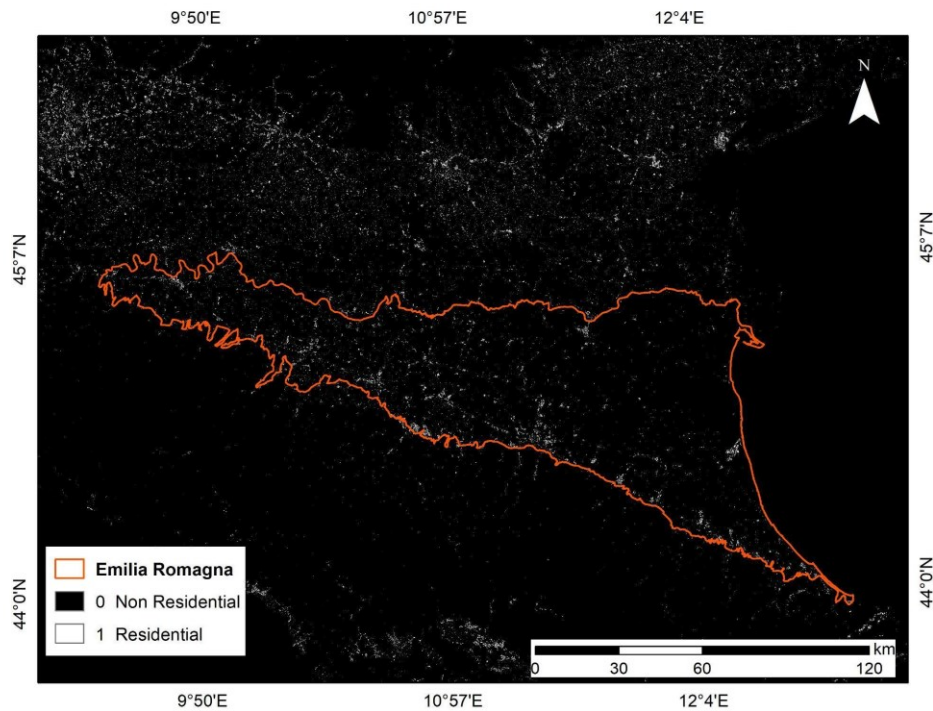 9°50'E 10°57'E 12°4'E
N
45°7'N 45°7'N
Emilia Romagna
0 Non Residential
1 Residential
44°0'N 44°0'N
km
0 30 60 120
9°50'E 10°57'E 12°4'E